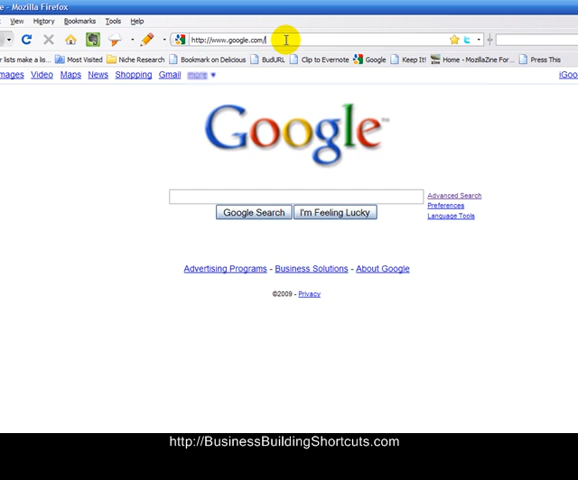 e - Mozilla Firefox
View History Bookmarks Tools Help
http://www.google.com/
r lists make a lis... Most Visited Niche Research Bookmark on Delicious BudURL Clip to Evernote Google Keep It! Home - MozillaZine For... Press This
mages Video Maps News Shopping Gmail more ▼ iGoo
Google™
Advanced Search
Preferences
Language Tools
Google Search I'm Feeling Lucky
Advertising Programs - Business Solutions - About Google
©2009 - Privacy
http://BusinessBuildingShortcuts.com